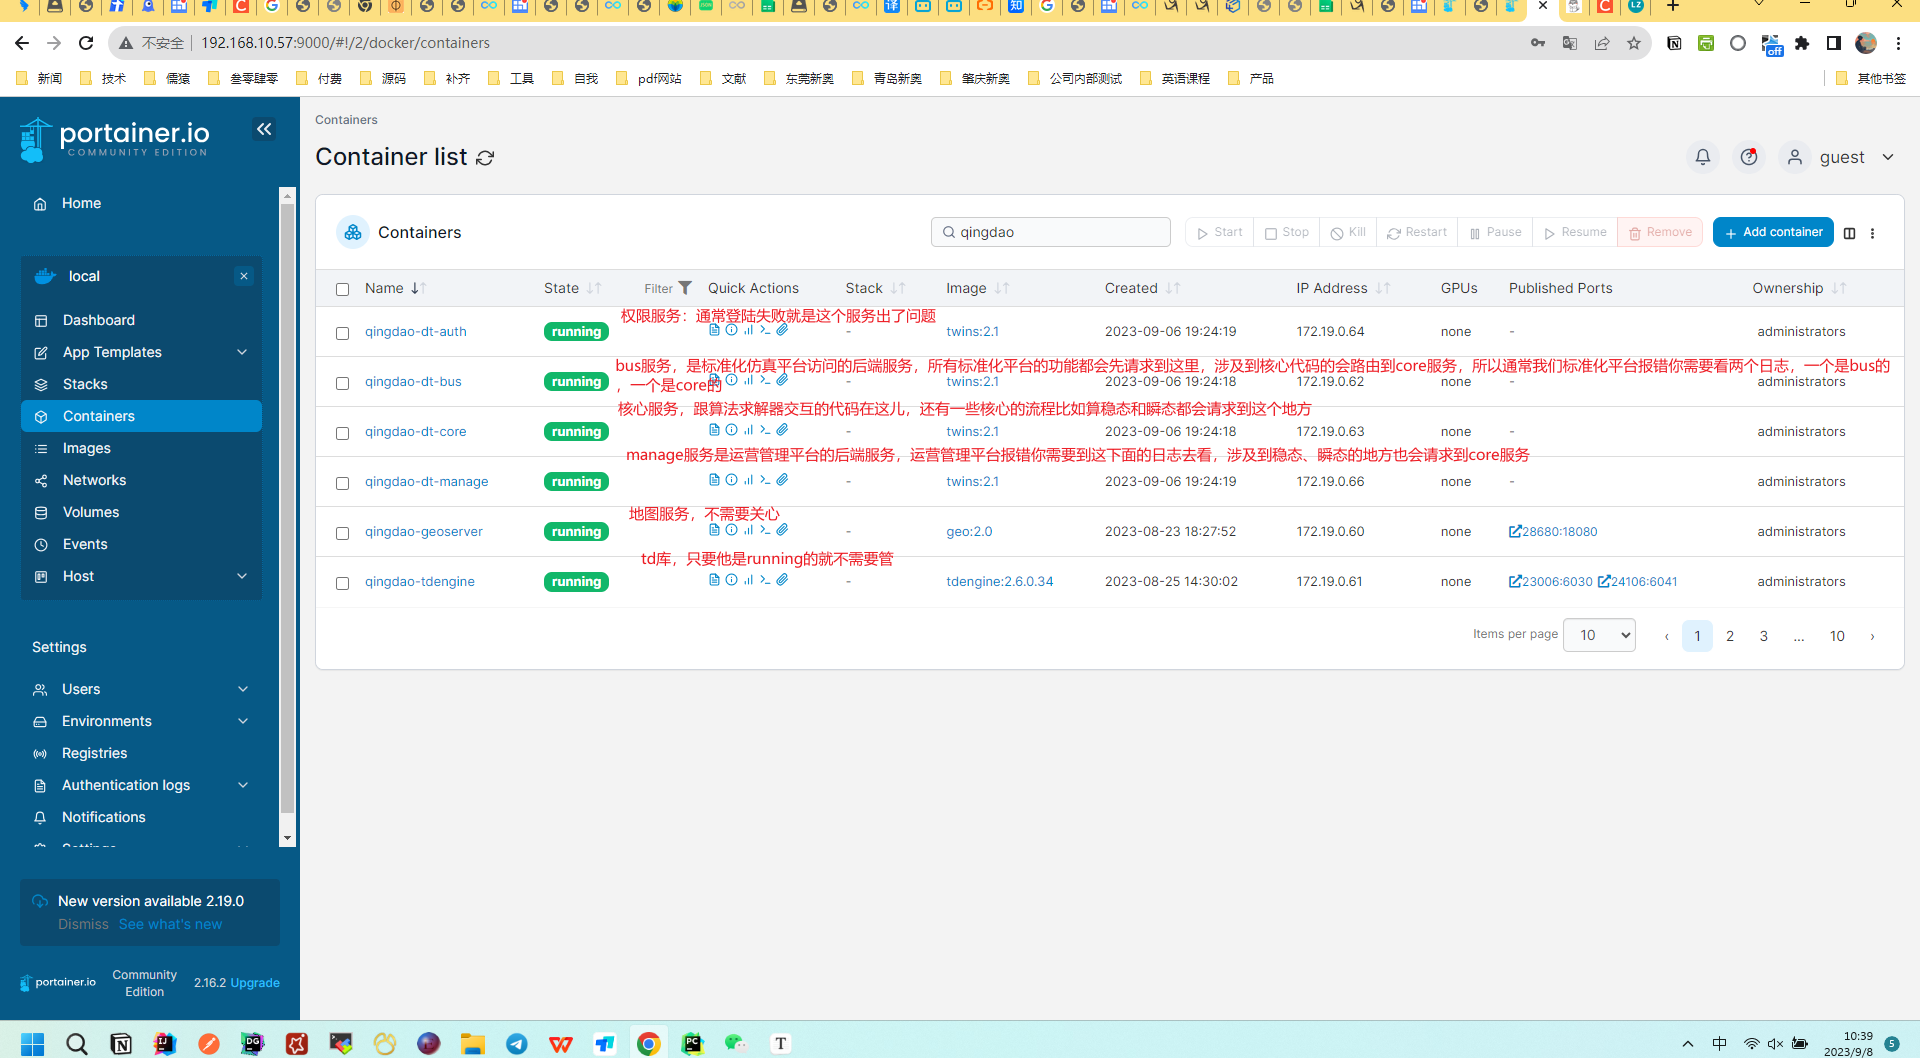 不安全 192.168.10.57:9000/#!/2/docker/containers
新闻 技术 儒猿 叁零肆零 付费 源码 补齐 工具 自我 pdf网站 文献 东莞新奥 青岛新奥 肇庆新奥 公司内部测试 英语课程 产品 其他书签
portainer.io
COMMUNITY EDITION
Home
local
Dashboard
App Templates
Stacks
Containers
Images
Networks
Volumes
Events
Host
Settings
Users
Environments
Registries
Authentication logs
Notifications
Settings
New version available 2.19.0
Dismiss See what's new
portainer.io Community Edition 2.16.2 Upgrade
Containers
Container list
guest
Containers qingdao Start Stop Kill Restart Pause Resume Remove + Add container
Name State Filter Quick Actions Stack Image Created IP Address GPUs Published Ports Ownership
权限服务：通常登陆失败就是这个服务出了问题
qingdao-dt-auth running - twins:2.1 2023-09-06 19:24:19 172.19.0.64 none - administrators
bus服务，是标准化仿真平台访问的后端服务，所有标准化平台的功能都会先请求到这里，涉及到核心代码的会路由到core服务，所以通常我们标准化平台报错你需要看两个日志，一个是bus的
，一个是core的
qingdao-dt-bus running - twins:2.1 2023-09-06 19:24:18 172.19.0.62 none - administrators
核心服务，跟算法求解器交互的代码在这儿，还有一些核心的流程比如算稳态和瞬态都会请求到这个地方
qingdao-dt-core running - twins:2.1 2023-09-06 19:24:18 172.19.0.63 none - administrators
manage服务是运营管理平台的后端服务，运营管理平台报错你需要到这下面的日志去看，涉及到稳态、瞬态的地方也会请求到core服务
qingdao-dt-manage running - twins:2.1 2023-09-06 19:24:19 172.19.0.66 none - administrators
地图服务，不需要关心
qingdao-geoserver running - geo:2.0 2023-08-23 18:27:52 172.19.0.60 none 28680:18080 administrators
td库，只要他是running的就不需要管
qingdao-tdengine running - tdengine:2.6.0.34 2023-08-25 14:30:02 172.19.0.61 none 23006:6030 24106:6041 administrators
Items per page 10 ‹ 1 2 3 ... 10 ›
中 10:39
2023/9/8 5